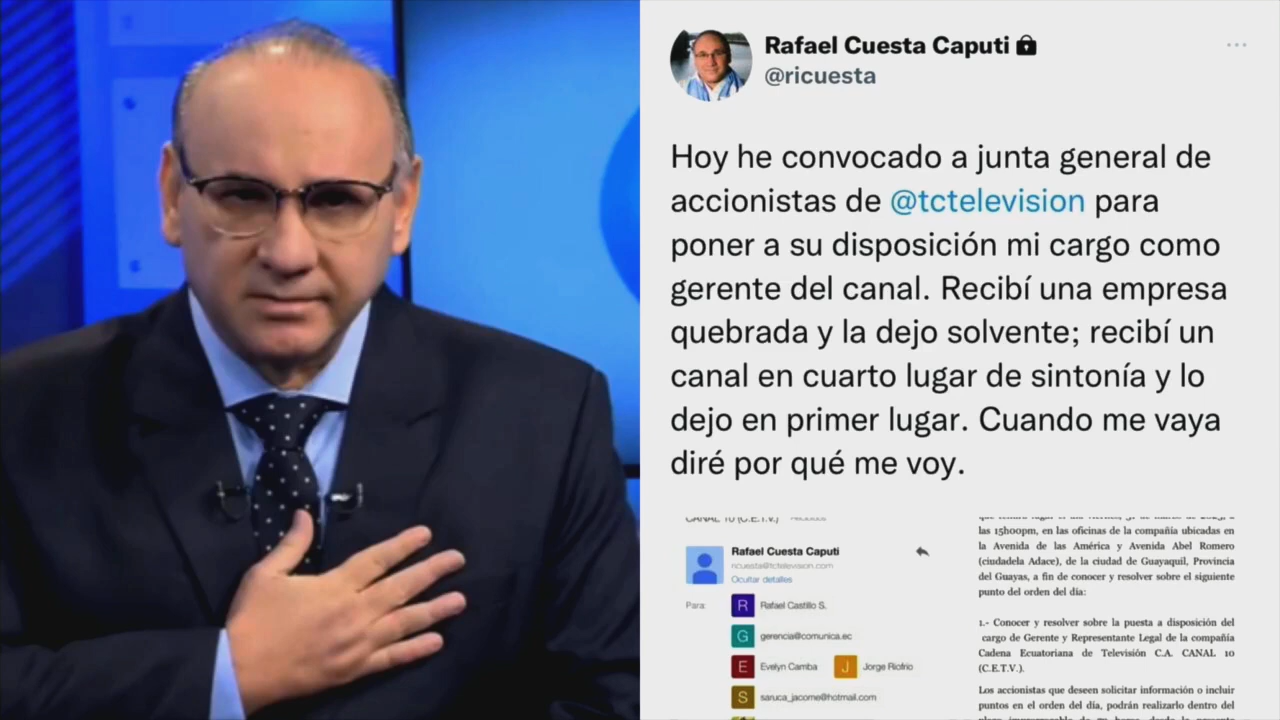 Rafael Cuesta Caputi
@ricuesta
Hoy he convocado a junta general de
accionistas de @tctelevision para
poner a su disposición mi cargo como
gerente del canal. Recibí una empresa
quebrada y la dejo solvente; recibí un
canal en cuarto lugar de sintonía y lo
dejo en primer lugar. Cuando me vaya
diré por qué me voy.
CANAL 10 (C.E.T.V.)
Rafael Cuesta Caputi
ricuesta@tctelevision.com
Ocultar detalles
Para:
R Rafael Castillo S.
G gerencia@comunica.ec
E Evelyn Camba J Jorge Riofrio
S saruca_jacome@hotmail.com
las 15h00pm, en las oficinas de la compañía ubicadas en
la Avenida de las América y Avenida Abel Romero
(ciudadela Adace), de la ciudad de Guayaquil, Provincia
del Guayas, a fin de conocer y resolver sobre el siguiente
punto del orden del día:
1.- Conocer y resolver sobre la puesta a disposición del
cargo de Gerente y Representante Legal de la compañía
Cadena Ecuatoriana de Televisión C.A. CANAL 10
(C.E.T.V.).
Los accionistas que deseen solicitar información o incluir
puntos en el orden del día, podrán realizarlo dentro del